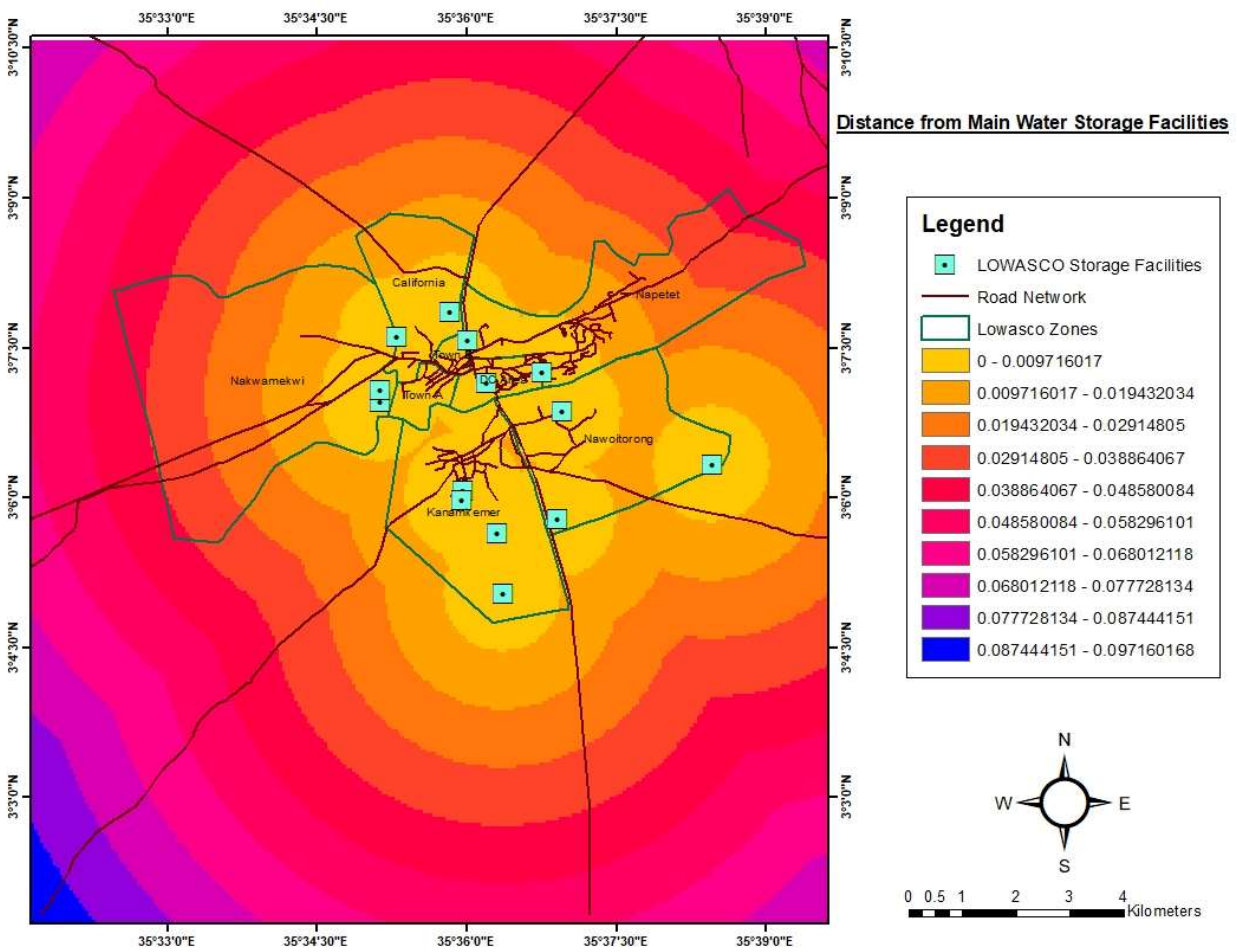 35°33'0"E 35°34'30"E 35°36'0"E 35°37'30"E 35°39'0"E
3°10'30"N 3°10'30"N
Distance from Main Water Storage Facilities
3°9'0"N 3°9'0"N
Legend
LOWASCO Storage Facilities
Road Network
Lowasco Zones
0 - 0.009716017
0.009716017 - 0.019432034
0.019432034 - 0.02914805
0.02914805 - 0.038864067
0.038864067 - 0.048580084
0.048580084 - 0.058296101
0.058296101 - 0.068012118
0.068012118 - 0.077728134
0.077728134 - 0.087444151
0.087444151 - 0.097160168
California
Napetet
3°7'30"N 3°7'30"N
Town
Nakwamekwi
DC
Town A
Nawoitorong
3°6'0"N 3°6'0"N
Kanamkemer
3°4'30"N 3°4'30"N
3°3'0"N 3°3'0"N
N
W E
S
0 0.5 1 2 3 4
Kilometers
35°33'0"E 35°34'30"E 35°36'0"E 35°37'30"E 35°39'0"E